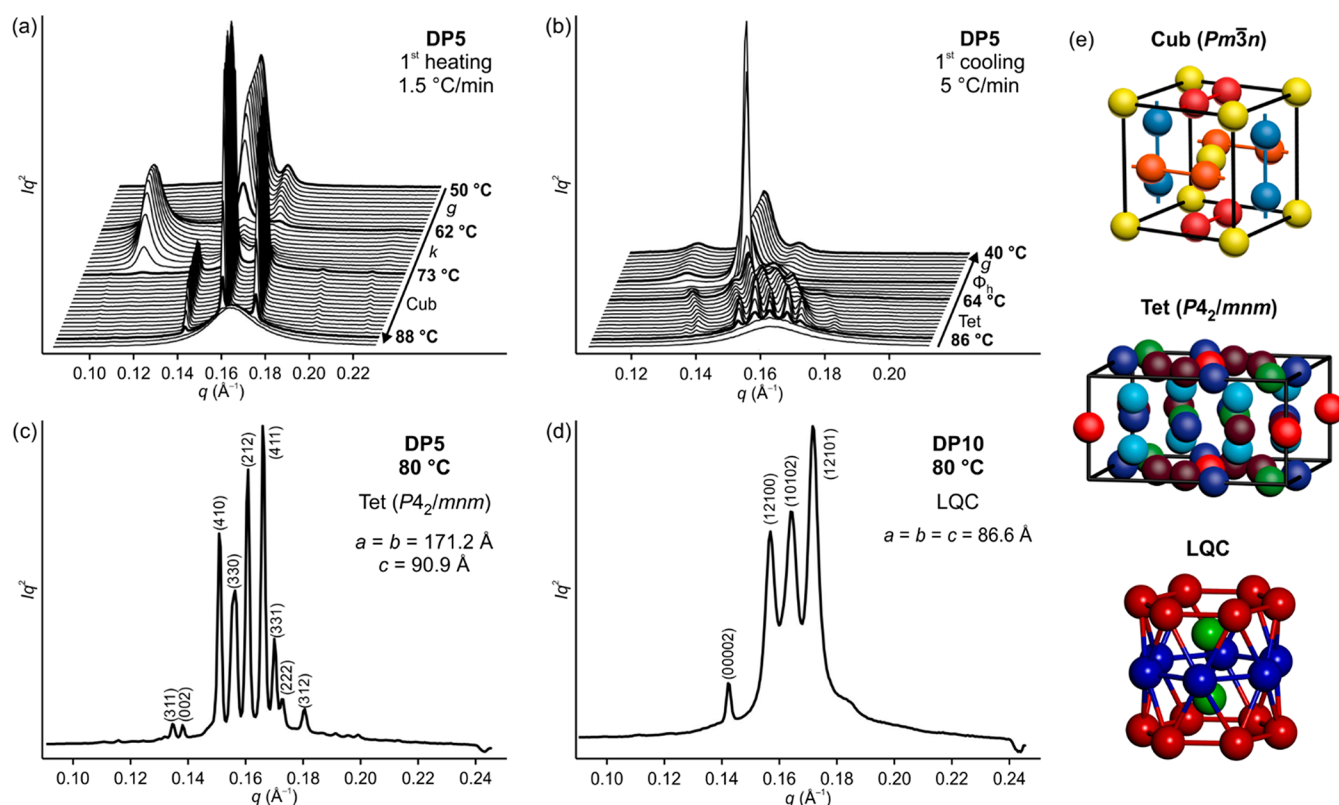 (a)
DP5
1st heating
1.5 °C/min
Iq²
50 °C
g
62 °C
k
73 °C
Cub
88 °C
0.10 0.12 0.14 0.16 0.18 0.20 0.22
q (Å⁻¹)
(b)
DP5
1st cooling
5 °C/min
Iq²
40 °C
g
Φh
64 °C
Tet
86 °C
0.12 0.14 0.16 0.18 0.20
q (Å⁻¹)
(c)
DP5
80 °C
Tet (P4₂/mnm)
a = b = 171.2 Å
c = 90.9 Å
Iq²
(311)
(002)
(410)
(330)
(212)
(411)
(331)
(222)
(312)
0.10 0.12 0.14 0.16 0.18 0.20 0.22 0.24
q (Å⁻¹)
(d)
DP10
80 °C
LQC
a = b = c = 86.6 Å
Iq²
(00002)
(12100)
(10102)
(12101)
0.10 0.12 0.14 0.16 0.18 0.20 0.22 0.24
q (Å⁻¹)
(e)
Cub (Pm3̅n)
Tet (P4₂/mnm)
LQC